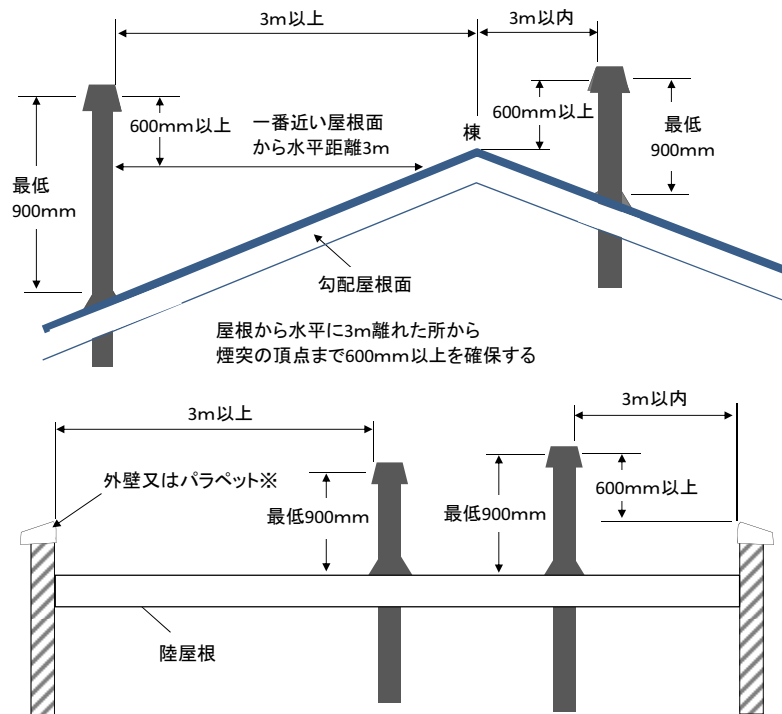 3m以上
3m以内
600mm以上
一番近い屋根面
から水平距離3m
棟
600mm以上
最低
900mm
最低
900mm
勾配屋根面
屋根から水平に3m離れた所から
煙突の頂点まで600mm以上を確保する
3m以上
3m以内
外壁又はパラペット※
最低900mm
最低900mm
600mm以上
陸屋根